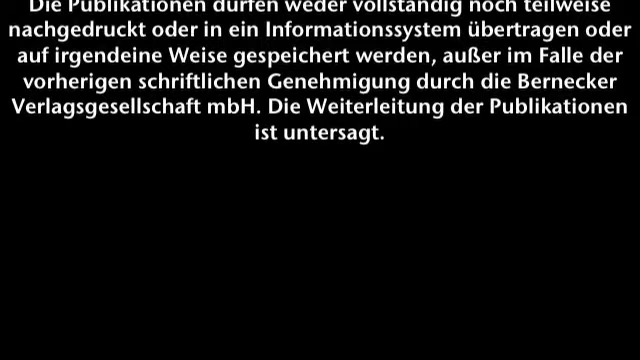 Die Publikationen dürfen weder vollständig noch teilweise
nachgedruckt oder in ein Informationssystem übertragen oder
auf irgendeine Weise gespeichert werden, außer im Falle der
vorherigen schriftlichen Genehmigung durch die Bernecker
Verlagsgesellschaft mbH. Die Weiterleitung der Publikationen
ist untersagt.